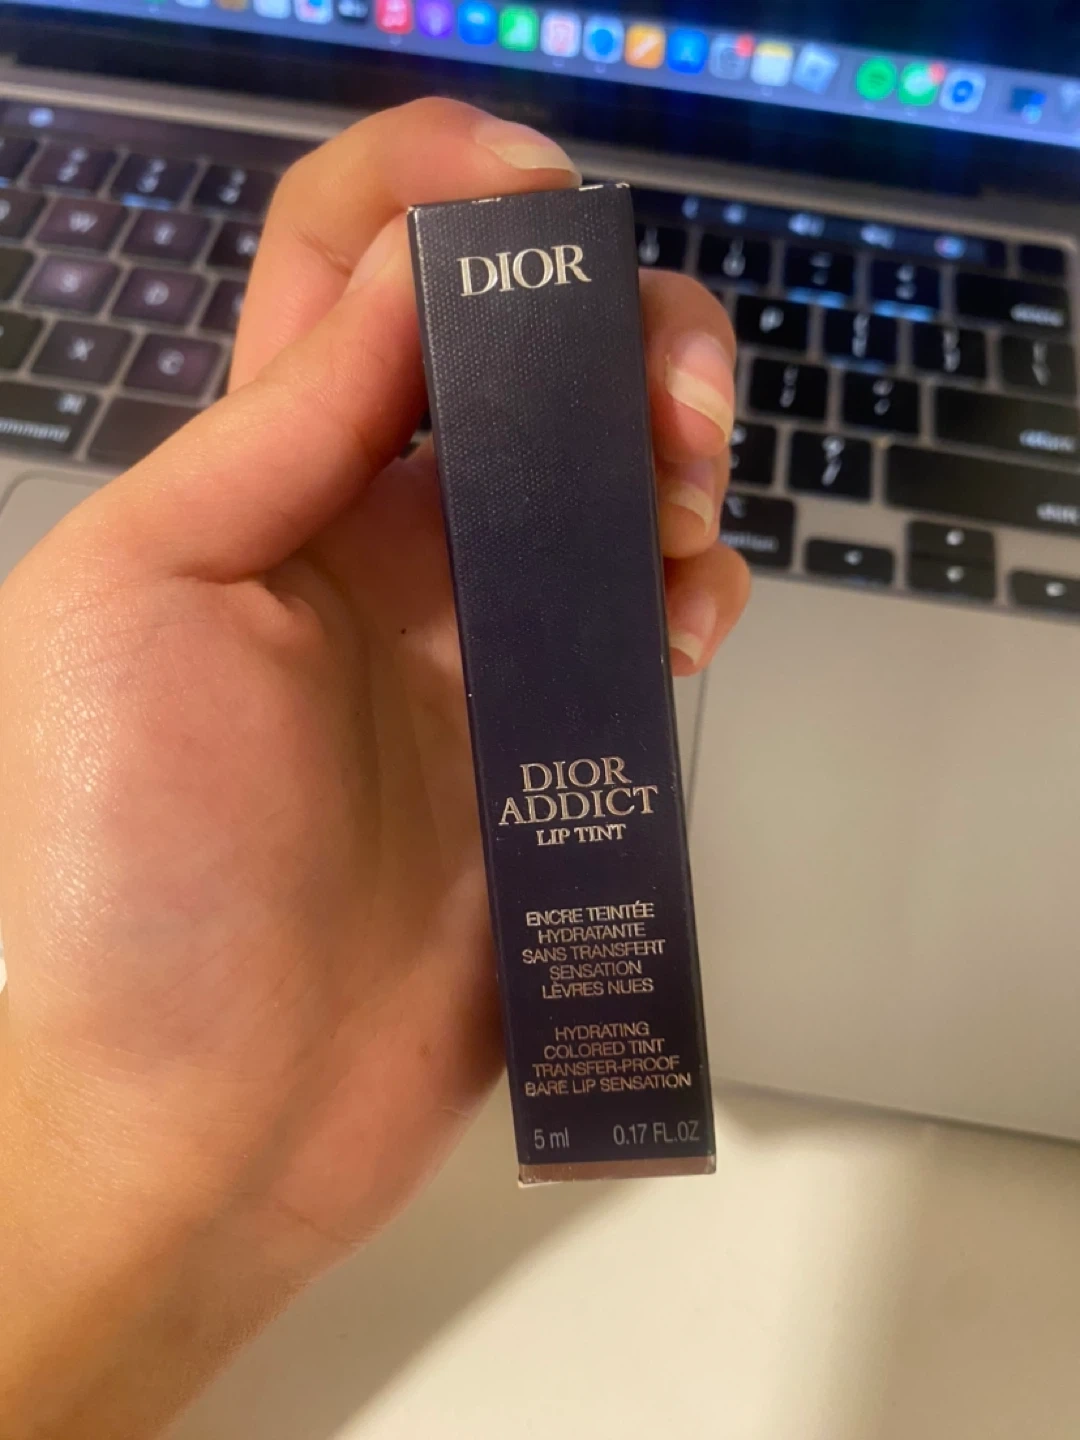 DIOR
DIOR
ADDICT
LIP TINT
ENCRE TEINTÉE
HYDRATANTE
SANS TRANSFERT
SENSATION
LÈVRES NUES
HYDRATING
COLORED TINT
TRANSFER-PROOF
BARE LIP SENSATION
5 ml 0.17 FL.OZ
W
S
D
X
C
P
option